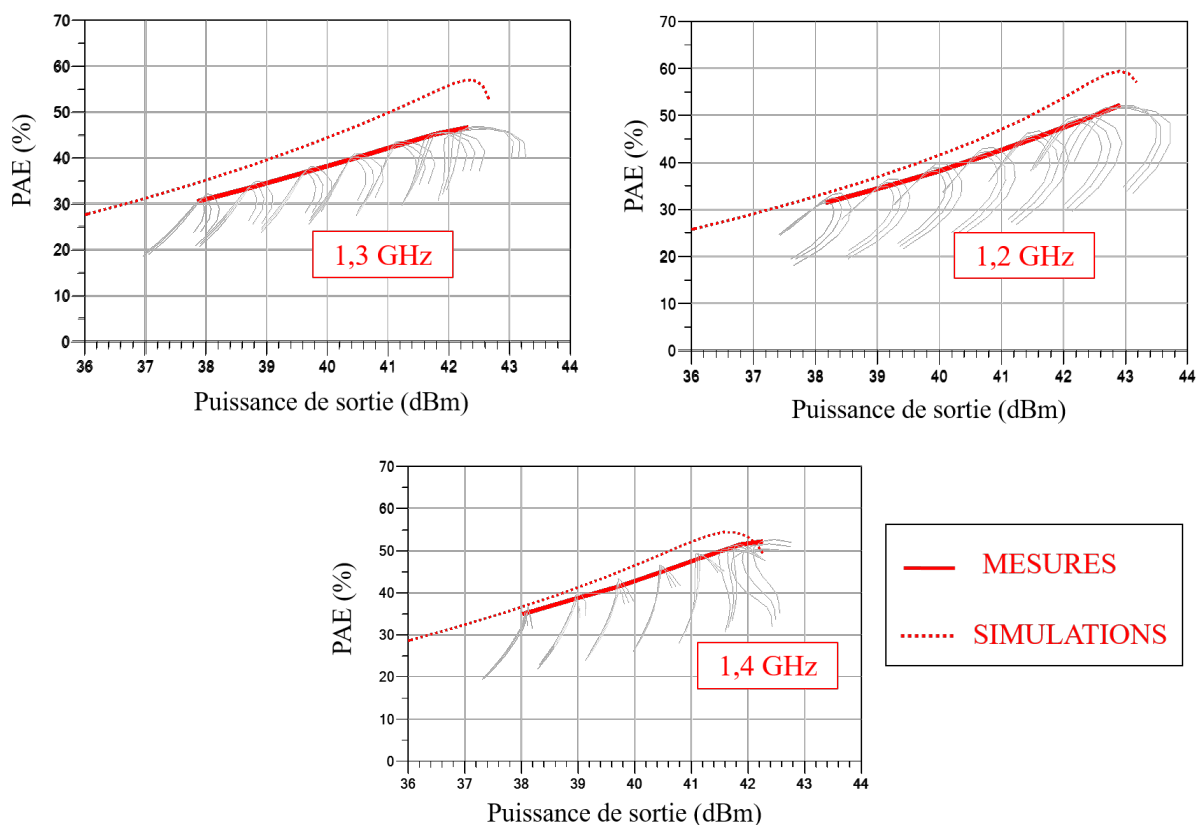 70
60
50
40
30
20
10
0
PAE (%)
1,3 GHz
36 37 38 39 40 41 42 43 44
Puissance de sortie (dBm)
70
60
50
40
30
20
10
0
PAE (%)
1,2 GHz
36 37 38 39 40 41 42 43 44
Puissance de sortie (dBm)
70
60
50
40
30
20
10
0
PAE (%)
1,4 GHz
36 37 38 39 40 41 42 43 44
Puissance de sortie (dBm)
MESURES
SIMULATIONS